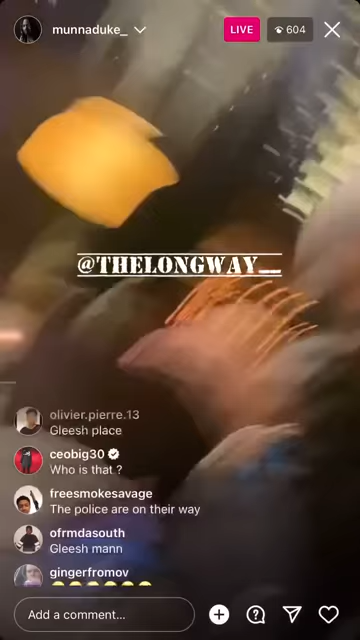 munnaduke_
LIVE
604
@THELONGWAY__
olivier.pierre.13
Gleesh place
ceobig30
Who is that ?
freesmokesavage
The police are on their way
ofrmdasouth
Gleesh mann
gingerfromov
Add a comment...